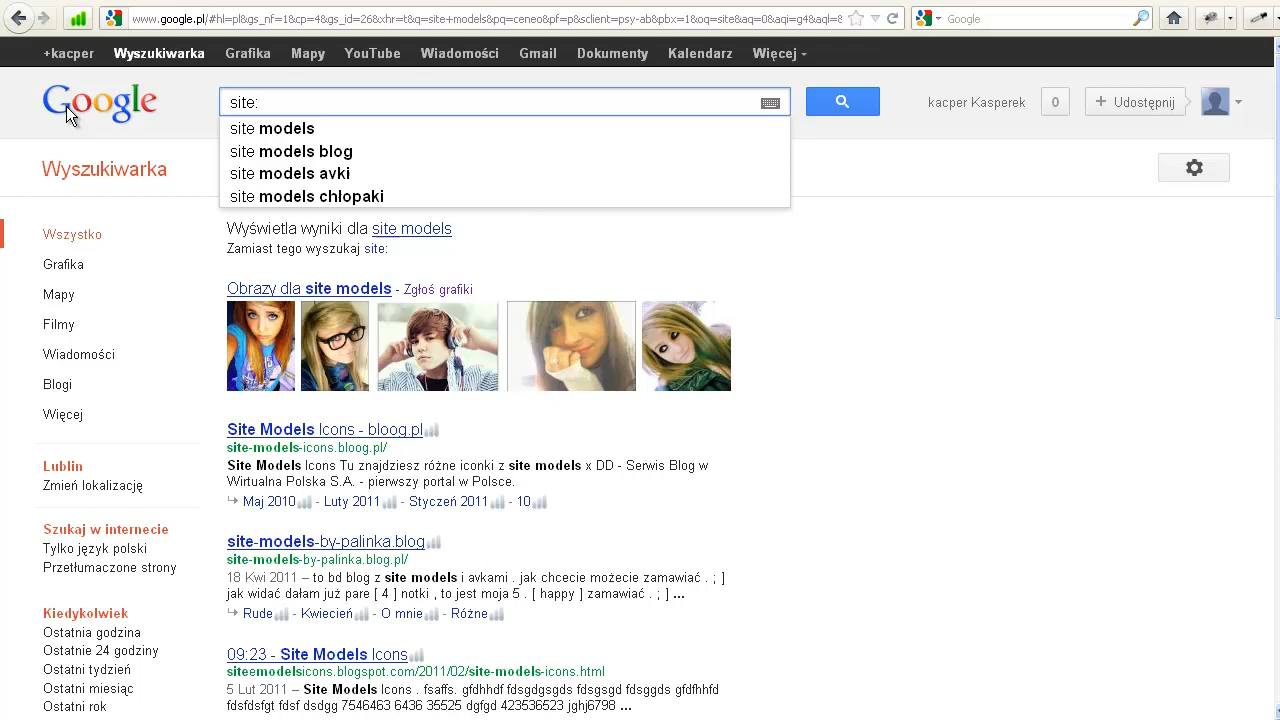 www.google.pl/#hl=pl&gs_nf=1&cp=4&gs_id=26&xhr=t&q=site+models&pf=p&sclient=psy-ab&pbx=1&oq=site&aq=0&aqi=g4&aql=&
Google
+kacper Wyszukiwarka Grafika Mapy YouTube Wiadomości Gmail Dokumenty Kalendarz Więcej
Google
site:
kacper Kasperek 0 + Udostępnij
site models
site models blog
site models avki
site models chłopaki
Wyszukiwarka
Wszystko
Grafika
Mapy
Filmy
Wiadomości
Blogi
Więcej
Lublin
Zmień lokalizację
Szukaj w internecie
Tylko język polski
Przetłumaczone strony
Kiedykolwiek
Ostatnia godzina
Ostatnie 24 godziny
Ostatni tydzień
Ostatni miesiąc
Ostatni rok
Wyświetla wyniki dla site models
Zamiast tego wyszukaj site:
Obrazy dla site models - Zgłoś grafiki
Site Models Icons - bloog.pl
site-models-icons.bloog.pl/
Site Models Icons Tu znajdziesz różne iconki z site models x DD - Serwis Blog w
Wirtualna Polska S.A. - pierwszy portal w Polsce.
Maj 2010 - Luty 2011 - Styczeń 2011 - 10
site-models-by-palinka.blog
site-models-by-palinka.blog.pl/
18 Kwi 2011 – to bd blog z site models i avkami . jak chcecie możecie zamawiać . ; ]
jak widać dałam już pare [ 4 ] notki , to jest moja 5 . [ happy ] zamawiać . ; ] ...
Rude - Kwiecień - O mnie - Różne
09:23 - Site Models Icons
siteemodelsicons.blogspot.com/2011/02/site-models-icons.html
5 Lut 2011 – Site Models Icons . fsaffs. gfdhhdf fdsgdgsgds fdsgsgd fdsggds gfdfhhfd
fdsfdsfgt fdsf dsdgg 7546463 6436 35525 dgfgd 423536523 jghj6798 ...